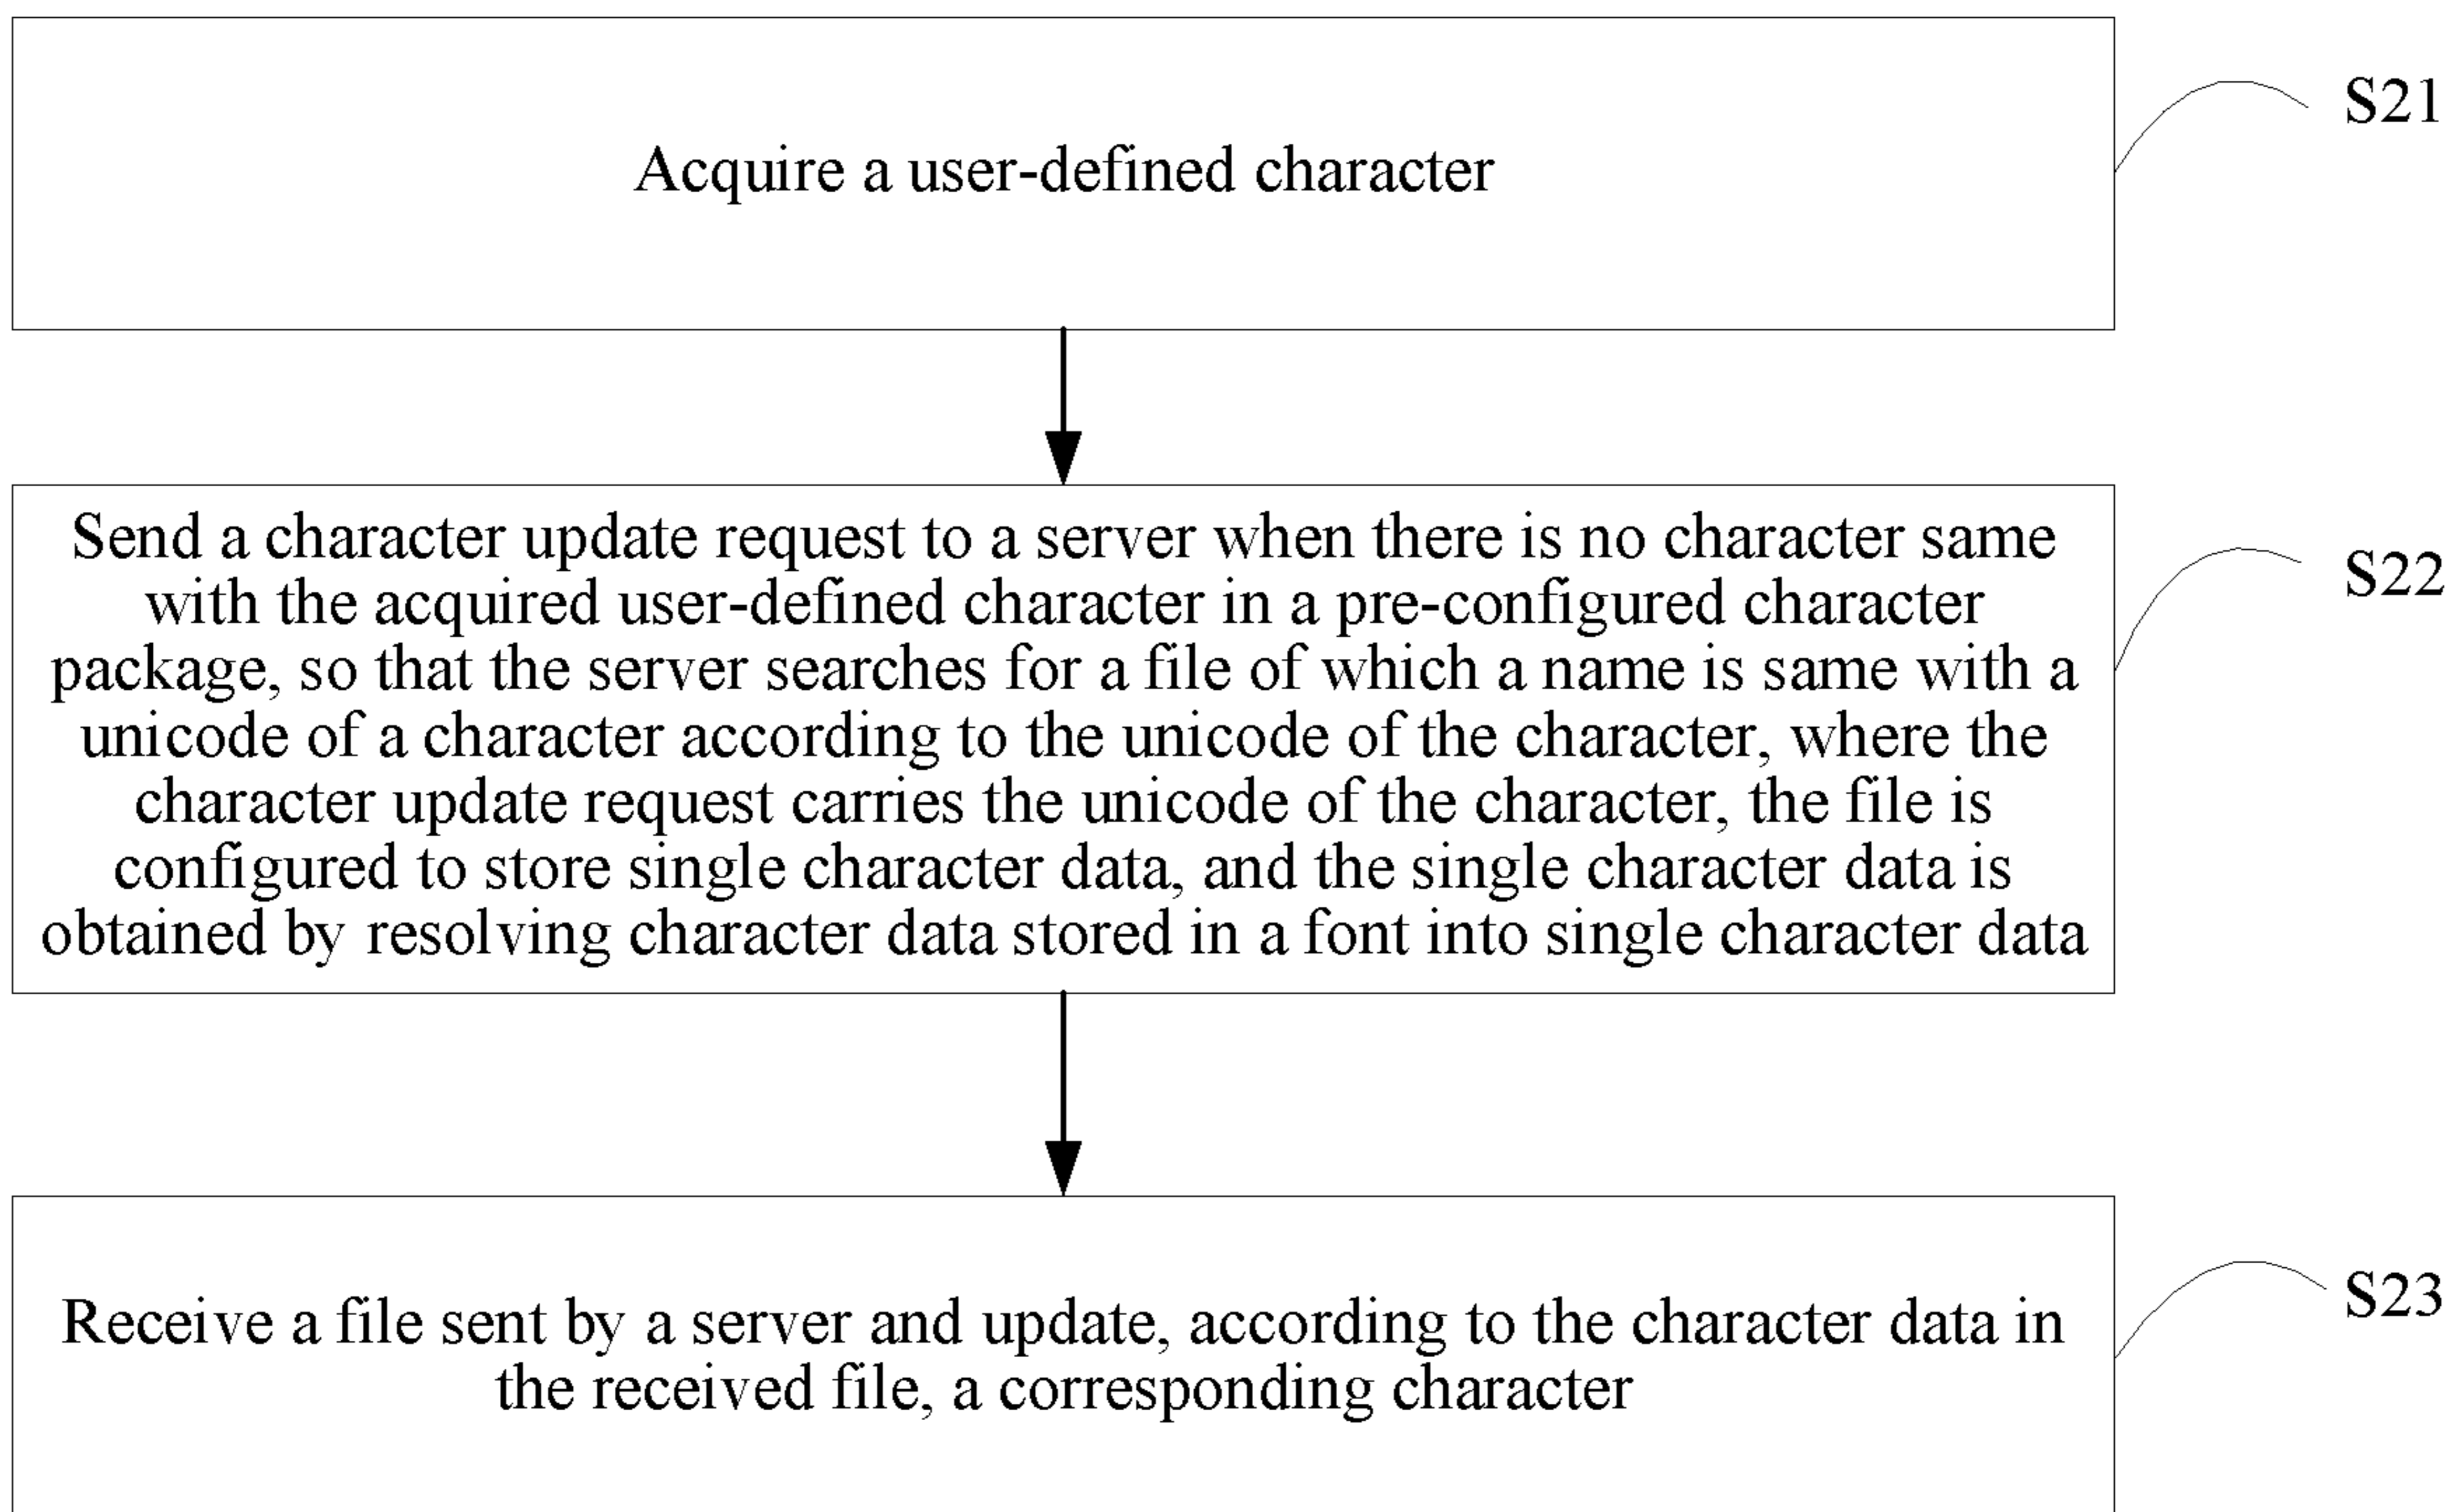 Acquire a user-defined character
S21
Send a character update request to a server when there is no character same
with the acquired user-defined character in a pre-configured character
package, so that the server searches for a file of which a name is same with a
unicode of a character according to the unicode of the character, where the
character update request carries the unicode of the character, the file is
configured to store single character data, and the single character data is
obtained by resolving character data stored in a font into single character data
S22
Receive a file sent by a server and update, according to the character data in
the received file, a corresponding character
S23